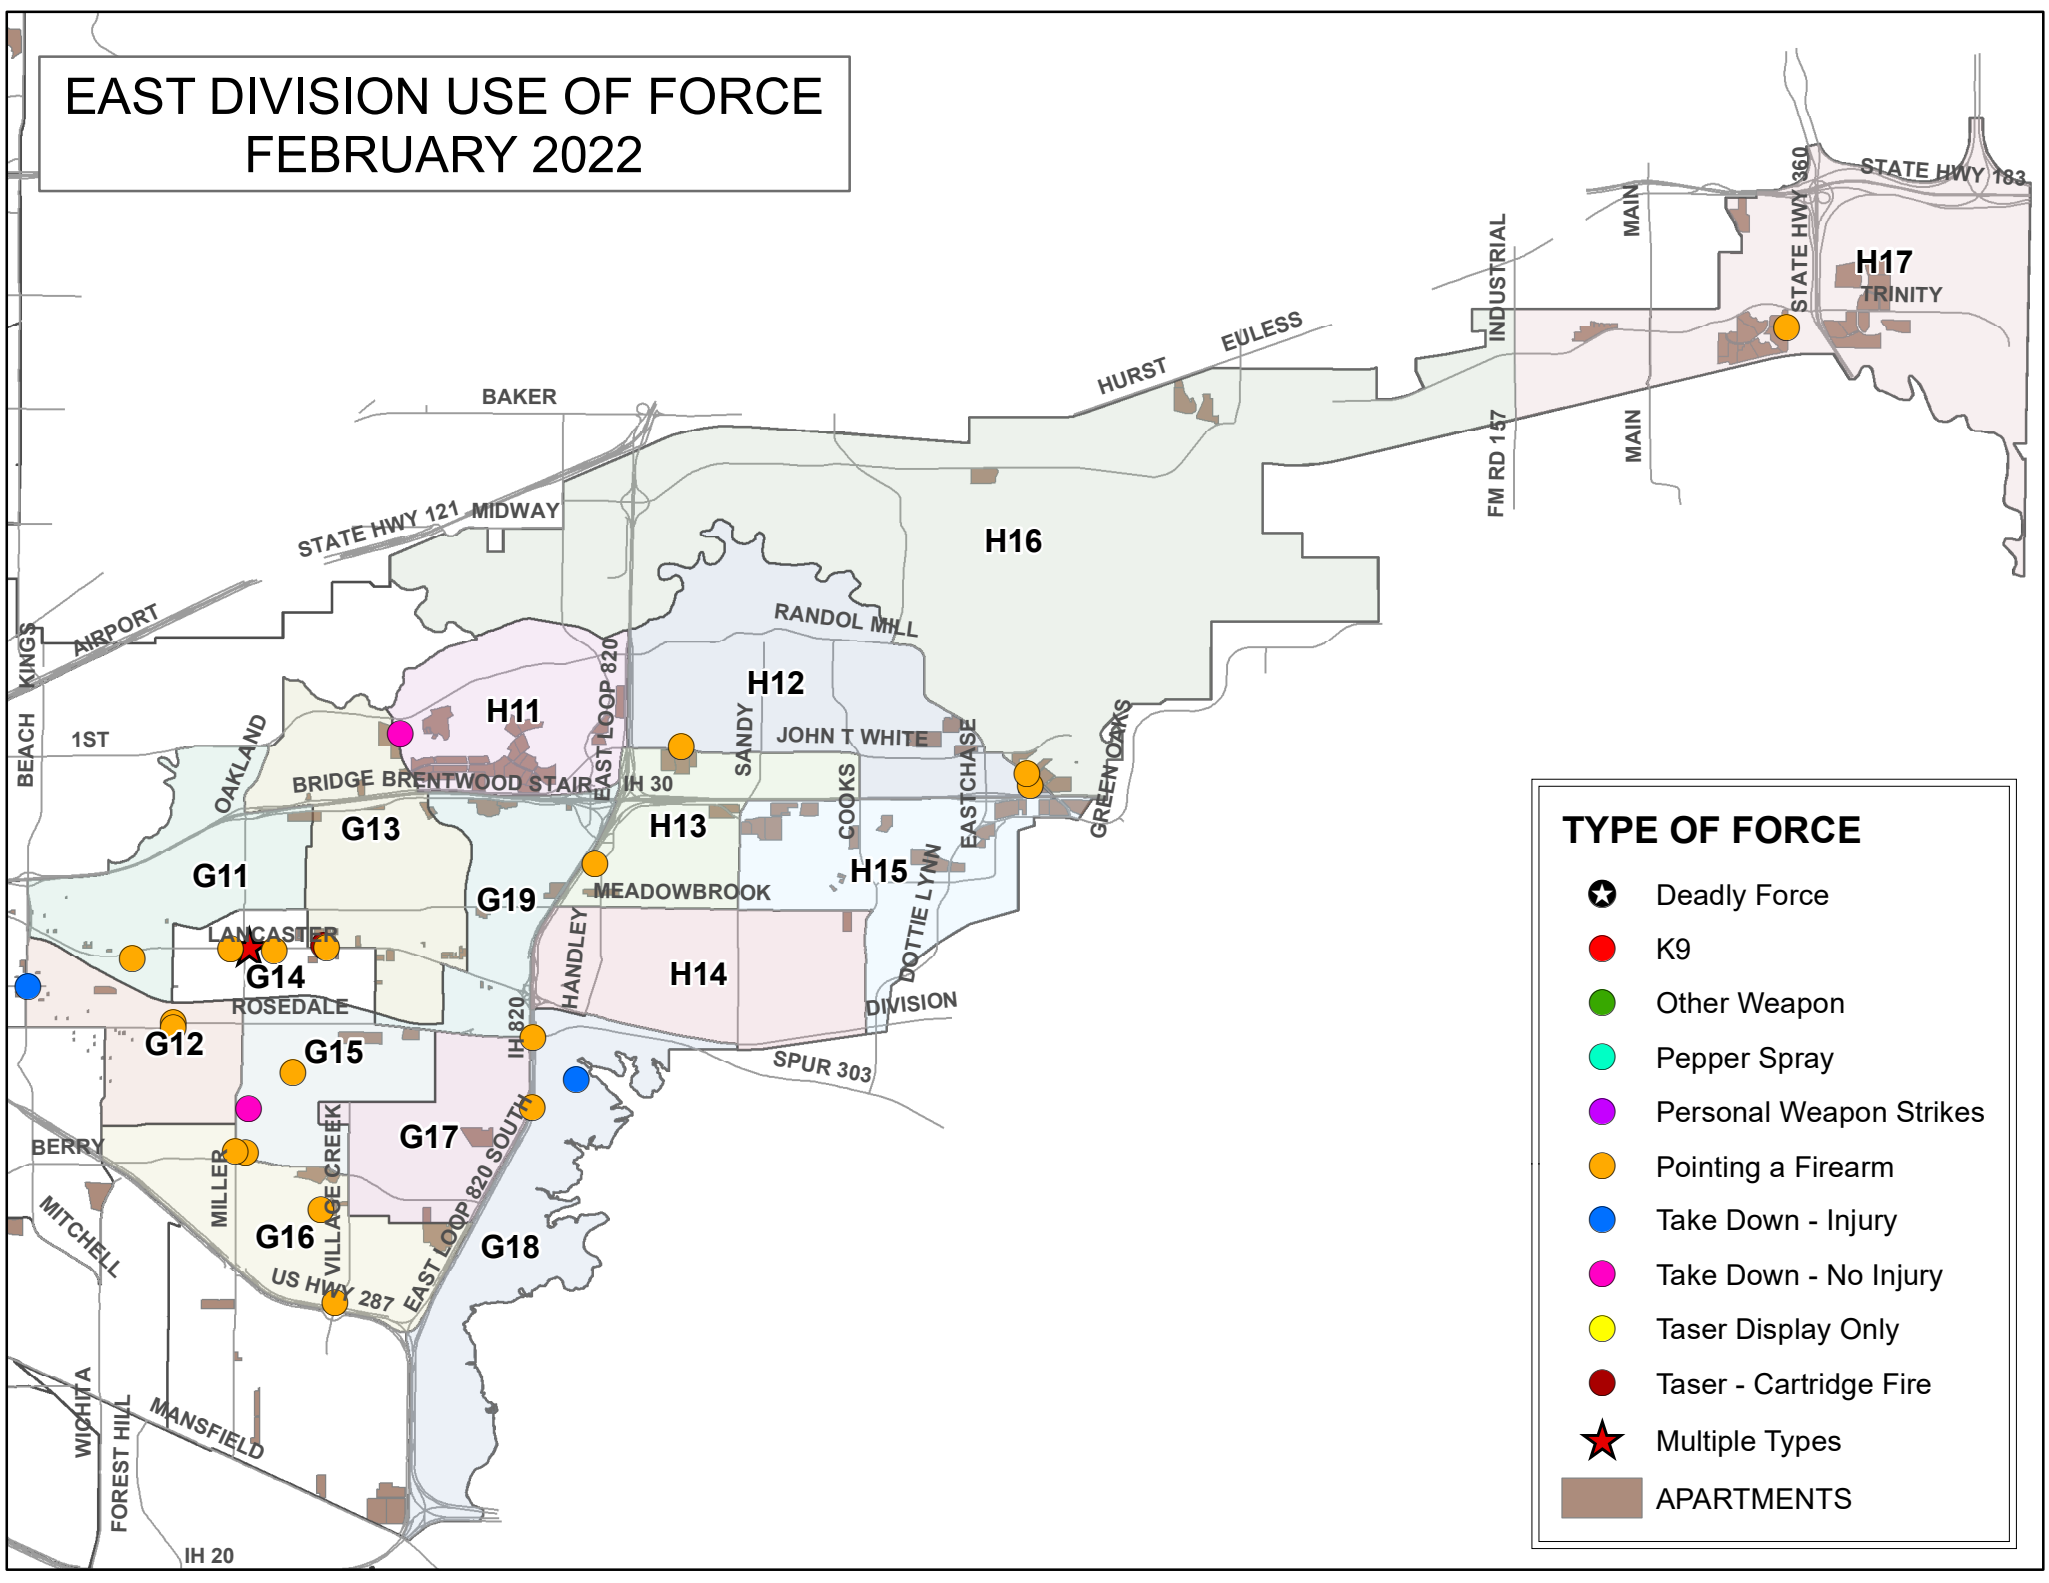 EAST DIVISION USE OF FORCE
FEBRUARY 2022
STATE HWY 183
STATE HWY 360
MAIN
INDUSTRIAL
H17
TRINITY
EULESS
HURST
BAKER
FM RD 157
MAIN
MIDWAY
STATE HWY 121
H16
AIRPORT
KINGS
RANDOL MILL
EAST LOOP 820
H12
H11
BEACH
1ST
OAKLAND
SANDY
JOHN T WHITE
EASTCHASE
GREEN OAKS
BRIDGE
BRENTWOOD STAIR
IH 30
COOKS
G13
H13
G11
H15
G19
MEADOWBROOK
DOTTIE LYNN
LANCASTER
HANDLEY
G14
H14
ROSEDALE
DIVISION
IH 820
G12
G15
SPUR 303
BERRY
G17
VILLAGE CREEK
MILLER
EAST LOOP 820 SOUTH
MITCHELL
G16
G18
US HWY 287
WICHITA
FOREST HILL
MANSFIELD
IH 20
TYPE OF FORCE
Deadly Force
K9
Other Weapon
Pepper Spray
Personal Weapon Strikes
Pointing a Firearm
Take Down - Injury
Take Down - No Injury
Taser Display Only
Taser - Cartridge Fire
Multiple Types
APARTMENTS